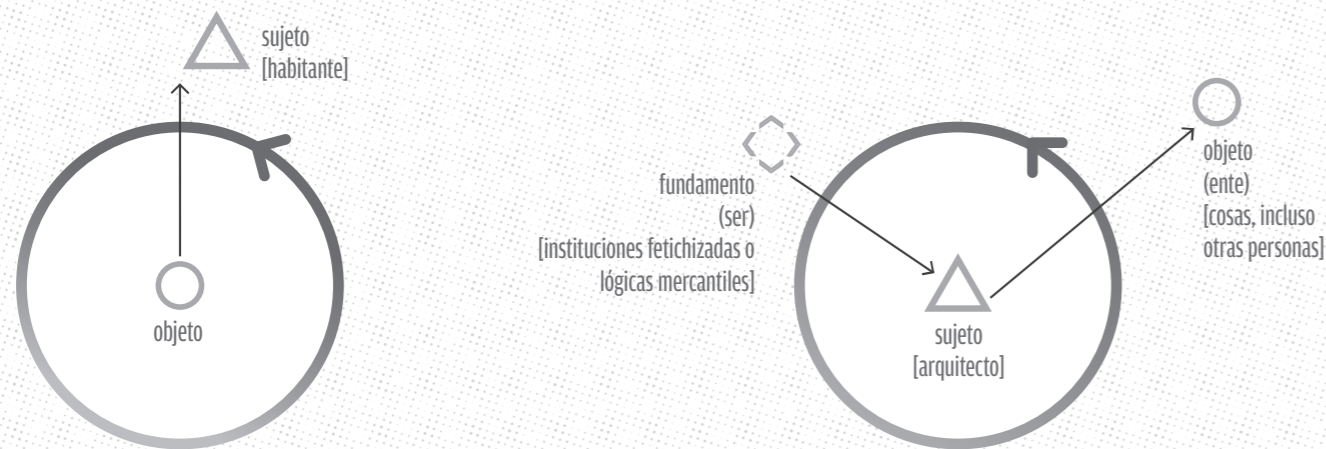 sujeto
[habitante]
objeto
fundamento
(ser)
[instituciones fetichizadas o
lógicas mercantiles]
sujeto
[arquitecto]
objeto
(ente)
[cosas, incluso
otras personas]